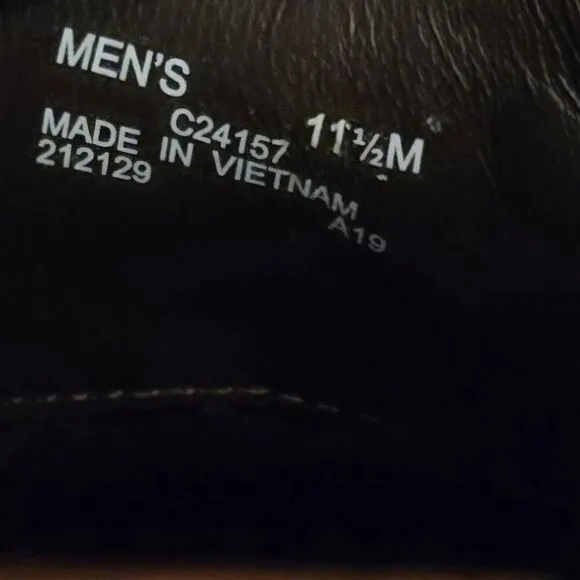 MEN'S
C24157 11½M
MADE IN VIETNAM
212129 A19